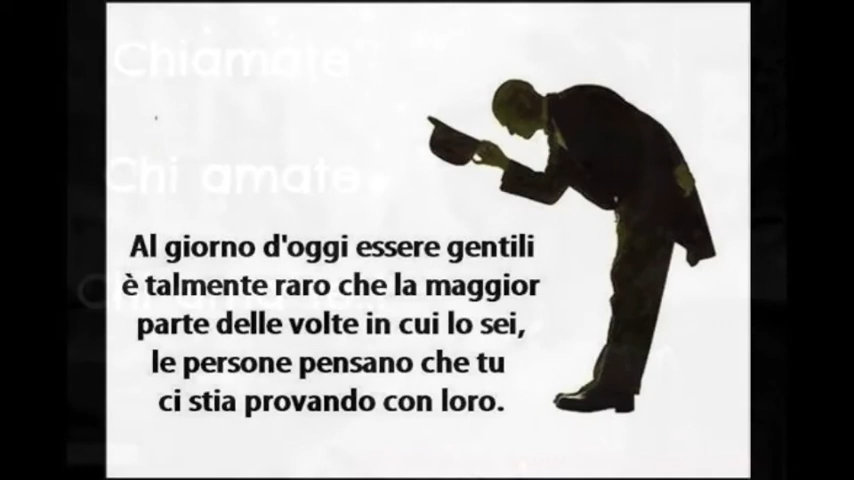 Chiamate
Chi amate
Al giorno d'oggi essere gentili
è talmente raro che la maggior
parte delle volte in cui lo sei,
le persone pensano che tu
ci stia provando con loro.